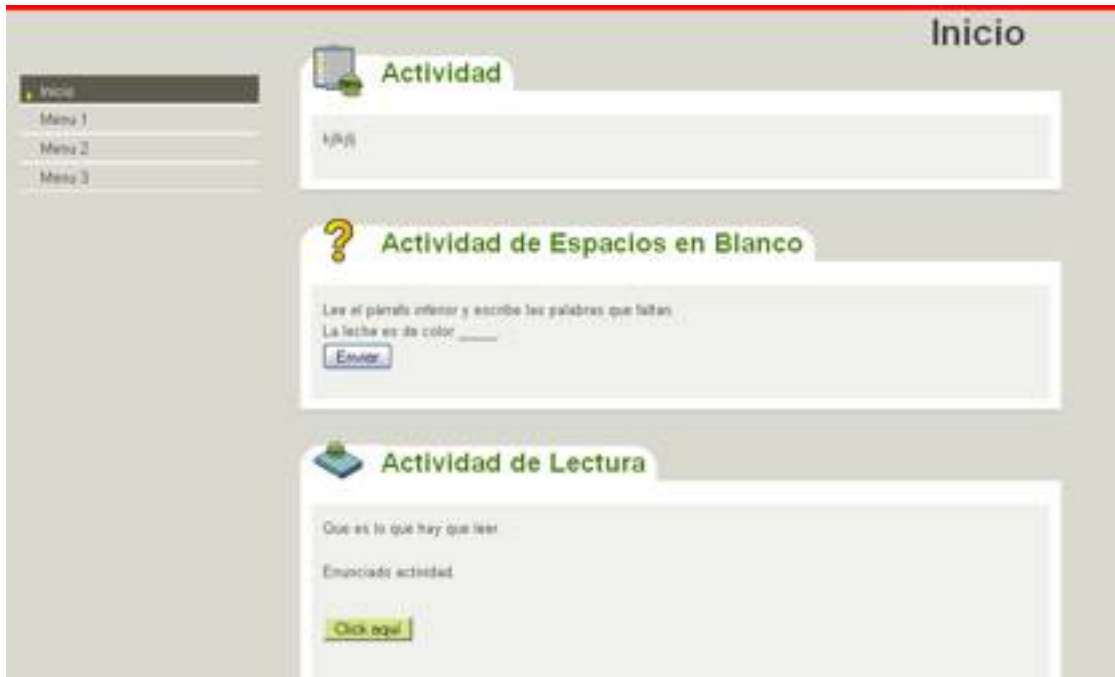 Inicio
Inicio
Menu 1
Menu 2
Menu 3
Actividad
Actividad de Espacios en Blanco
Lee el párrafo inferior y escribe las palabras que faltan.
La leche es de color _____
Enviar
Actividad de Lectura
Que es lo que hay que leer
Enunciado actividad.
Click aquí